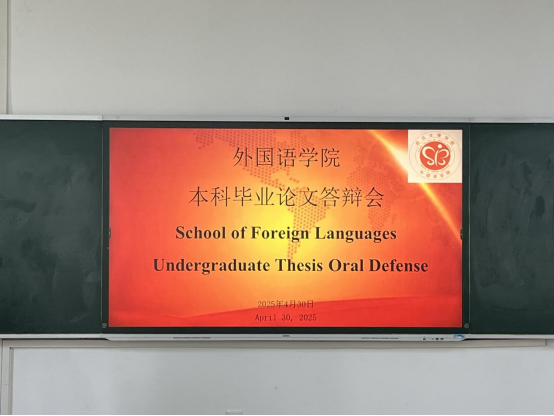 外国语学院
本科毕业论文答辩会
School of Foreign Languages
Undergraduate Thesis Oral Defense
2025年4月30日
April 30, 2025